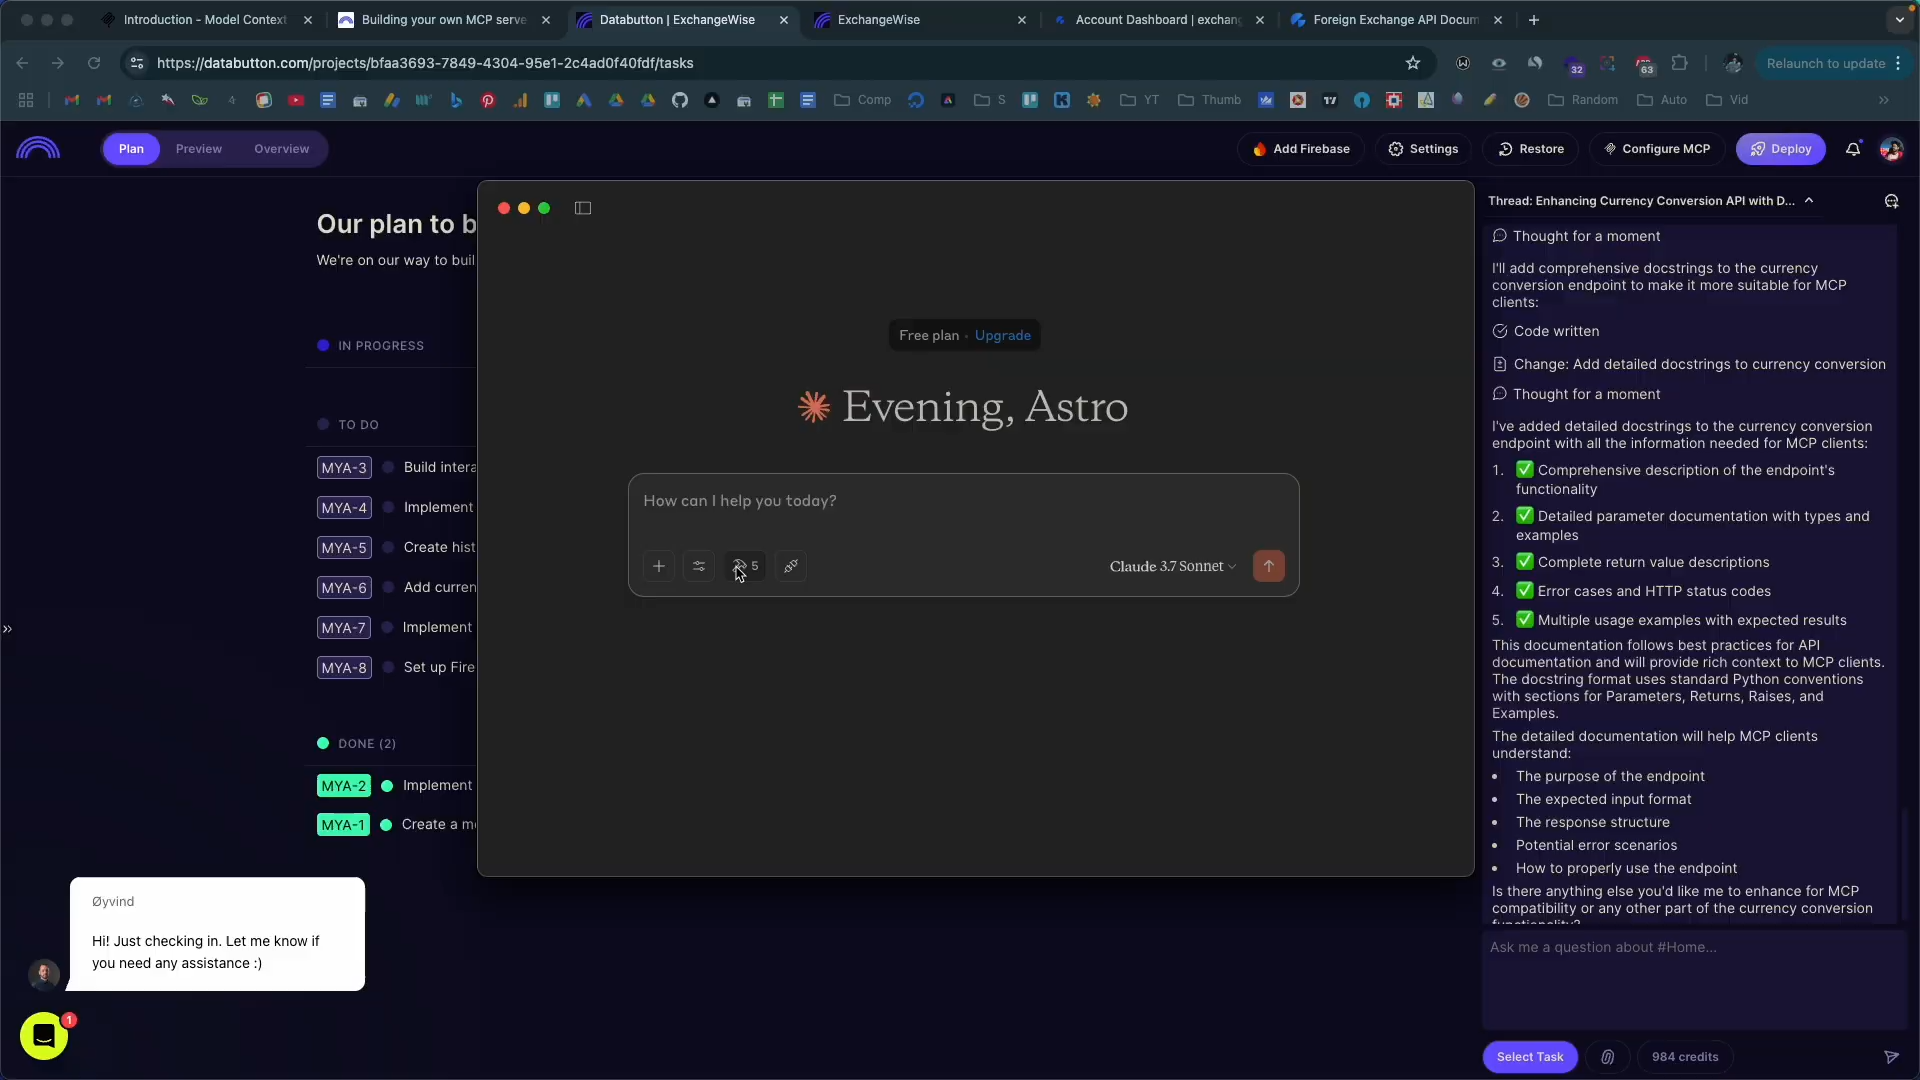 Introduction - Model Context
Building your own MCP serve
Databutton | ExchangeWise
ExchangeWise
Account Dashboard | exchang
Foreign Exchange API Docum
https://databutton.com/projects/bfaa3693-7849-4304-95e1-2c4ad0f40fdf/tasks
32
63
Relaunch to update
Comp
S
YT
Thumb
Random
Auto
Vid
Plan
Preview
Overview
Add Firebase
Settings
Restore
Configure MCP
Deploy
Our plan to b
We're on our way to buil
IN PROGRESS
TO DO
MYA-3 Build intera
MYA-4 Implement
MYA-5 Create hist
MYA-6 Add curren
MYA-7 Implement
MYA-8 Set up Fire
DONE (2)
MYA-2 Implement
MYA-1 Create a m
Free plan · Upgrade
Evening, Astro
How can I help you today?
5
Claude 3.7 Sonnet
Thread: Enhancing Currency Conversion API with D...
Thought for a moment
I'll add comprehensive docstrings to the currency
conversion endpoint to make it more suitable for MCP
clients:
Code written
Change: Add detailed docstrings to currency conversion
Thought for a moment
I've added detailed docstrings to the currency conversion
endpoint with all the information needed for MCP clients:
1. ✅ Comprehensive description of the endpoint's
functionality
2. ✅ Detailed parameter documentation with types and
examples
3. ✅ Complete return value descriptions
4. ✅ Error cases and HTTP status codes
5. ✅ Multiple usage examples with expected results
This documentation follows best practices for API
documentation and will provide rich context to MCP clients.
The docstring format uses standard Python conventions
with sections for Parameters, Returns, Raises, and
Examples.
The detailed documentation will help MCP clients
understand:
• The purpose of the endpoint
• The expected input format
• The response structure
• Potential error scenarios
• How to properly use the endpoint
Is there anything else you'd like me to enhance for MCP
compatibility or any other part of the currency conversion
functionality?
Ask me a question about #Home...
Select Task
984 credits
Øyvind
Hi! Just checking in. Let me know if
you need any assistance :)
1